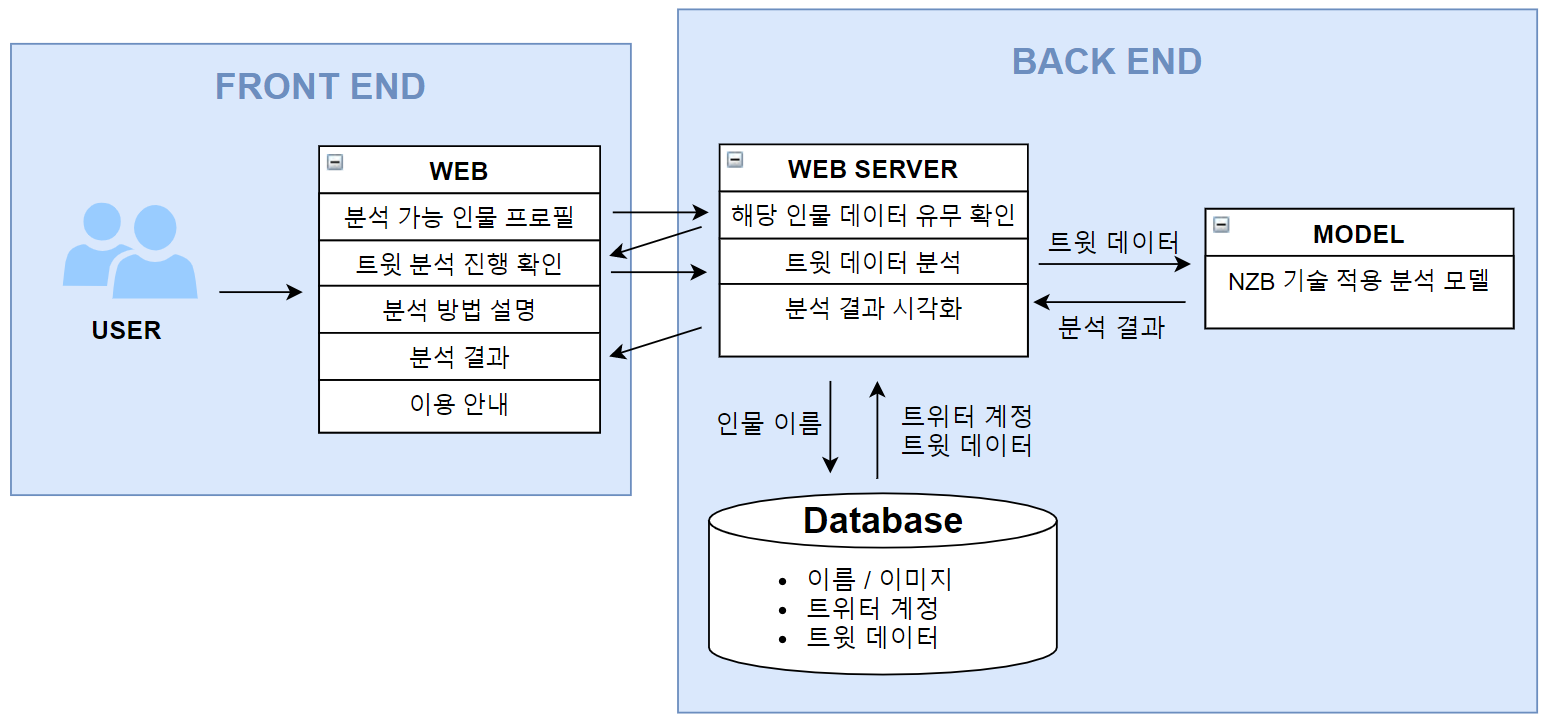 FRONT END
USER
WEB
분석 가능 인물 프로필
트윗 분석 진행 확인
분석 방법 설명
분석 결과
이용 안내
BACK END
WEB SERVER
해당 인물 데이터 유무 확인
트윗 데이터 분석
분석 결과 시각화
트윗 데이터
분석 결과
MODEL
NZB 기술 적용 분석 모델
인물 이름
트위터 계정
트윗 데이터
Database
• 이름 / 이미지
• 트위터 계정
• 트윗 데이터